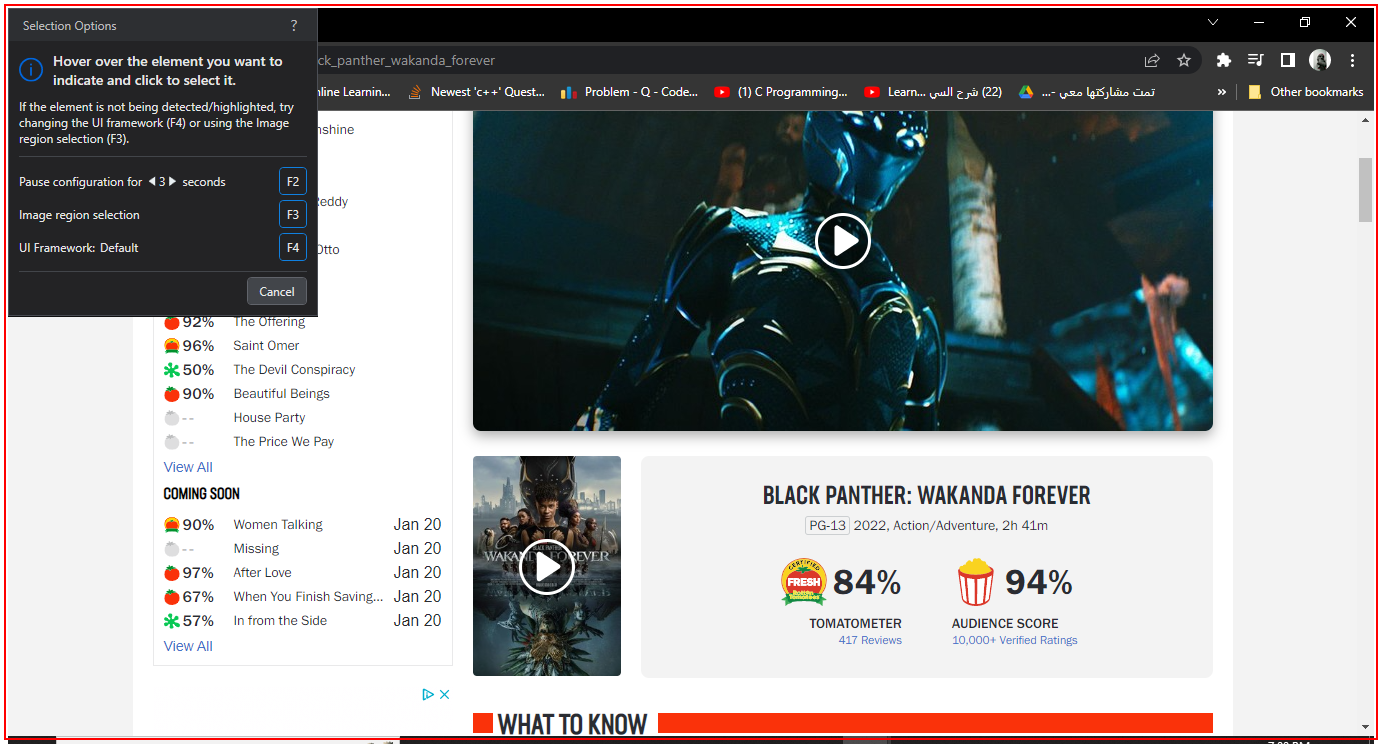 Selection Options
?
Hover over the element you want to
indicate and click to select it.
If the element is not being detected/highlighted, try
changing the UI framework (F4) or using the Image
region selection (F3).
Pause configuration for 3 seconds F2
Image region selection F3
UI Framework: Default F4
Cancel
ck_panther_wakanda_forever
nline Learnin...
Newest 'c++' Quest...
Problem - Q - Code...
(1) C Programming...
(22) شرح السي ...Learn
تمت مشاركتها معي -...
»
Other bookmarks
nshine
Reddy
Otto
92% The Offering
96% Saint Omer
50% The Devil Conspiracy
90% Beautiful Beings
-- House Party
-- The Price We Pay
View All
COMING SOON
90% Women Talking Jan 20
-- Missing Jan 20
97% After Love Jan 20
67% When You Finish Saving... Jan 20
57% In from the Side Jan 20
View All
WAKANDA FOREVER
BLACK PANTHER: WAKANDA FOREVER
PG-13 2022, Action/Adventure, 2h 41m
CERTIFIED
FRESH
Rotten
Tomatoes
84%
94%
TOMATOMETER
417 Reviews
AUDIENCE SCORE
10,000+ Verified Ratings
WHAT TO KNOW